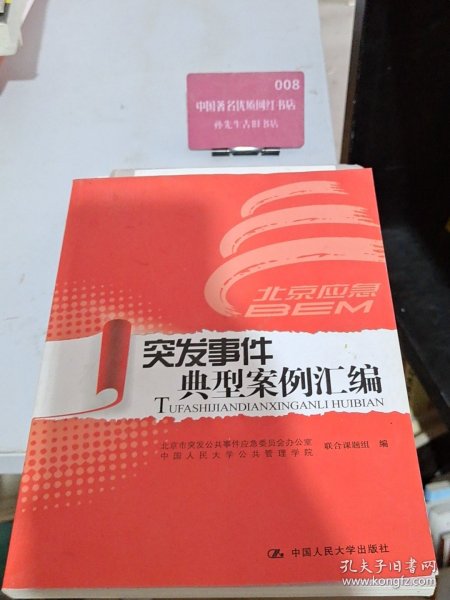 008
中国著名优质网红书店
孙先生古旧书店
北京应急
BEM
突发事件
典型案例汇编
TUFASHIJIANDIANXINGANLI HUIBIAN
北京市突发公共事件应急委员会办公室
中国人民大学公共管理学院
联合课题组 编
中国人民大学出版社
孔夫子旧书网
www.kongfz.com